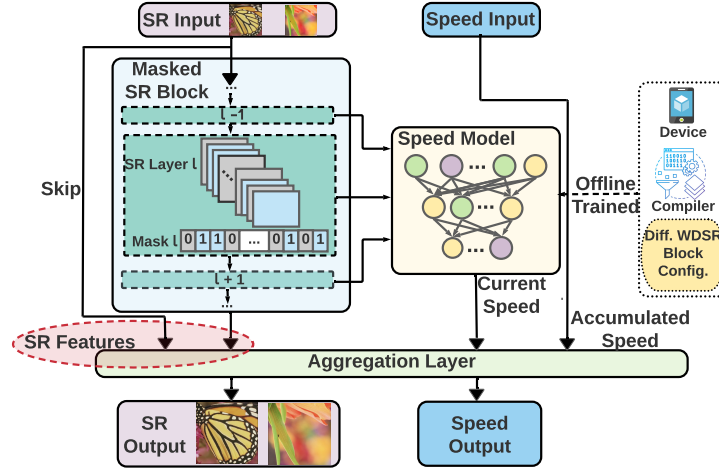 SR Input
Speed Input
Masked
SR Block
...
l -1
SR Layer l
...
Mask l
0 1 1 0 ... 0 1 0 1
l + 1
...
Skip
Speed Model
...
...
...
Offline
Trained
Device
110010
Compiler
Diff. WDSR
Block
Config.
Current
Speed
Accumulated
Speed
SR Features
Aggregation Layer
SR
Output
Speed
Output